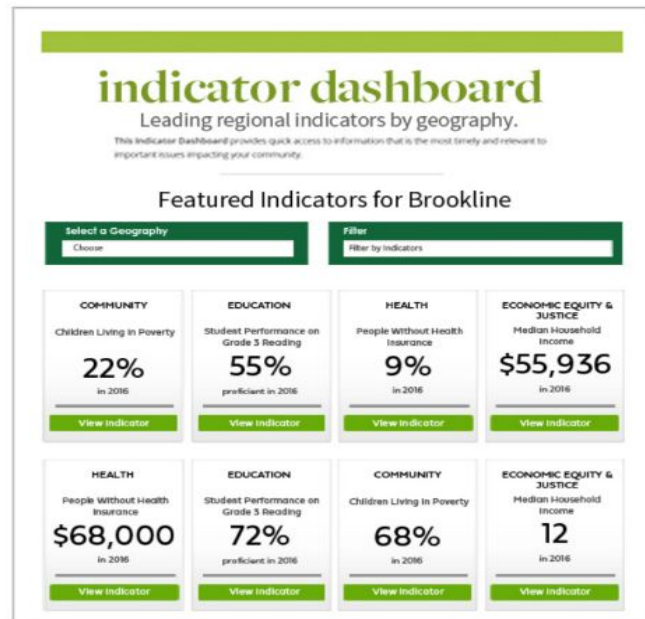 indicator dashboard
Leading regional indicators by geography.
This Indicator Dashboard provides quick access to information that is the most timely and relevant to
important issues impacting your community.
Featured Indicators for Brookline
Select a Geography
Choose
Filter
Filter by Indicators
COMMUNITY
Children Living in Poverty
22%
in 2016
View Indicator
EDUCATION
Student Performance on
Grade 3 Reading
55%
proficient in 2016
View Indicator
HEALTH
People Without Health
Insurance
9%
in 2016
View Indicator
ECONOMIC EQUITY &
JUSTICE
Median Household
Income
$55,936
in 2016
View Indicator
HEALTH
People Without Health
Insurance
$68,000
in 2016
View Indicator
EDUCATION
Student Performance on
Grade 3 Reading
72%
proficient in 2016
View Indicator
COMMUNITY
Children Living in Poverty
68%
in 2016
View Indicator
ECONOMIC EQUITY &
JUSTICE
Median Household
Income
12
in 2016
View Indicator